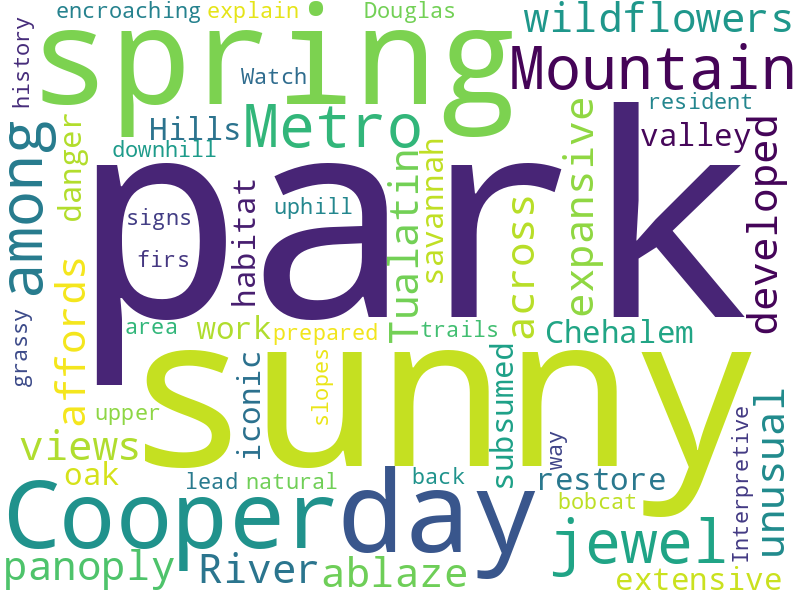 encroaching explain Douglas
spring wildflowers
history
Watch Mountain
resident
Hills Metro valley
among danger downhill
park
signs uphill
firs habitat Tualatin savannah across expansive developed
grassy affords area work prepared trails Chehalem
sunny
iconic slopes subsumed
upper
views way
oak lead natural back restore
bobcat Interpretive unusual
Cooper day jewel
panoply River ablaze extensive